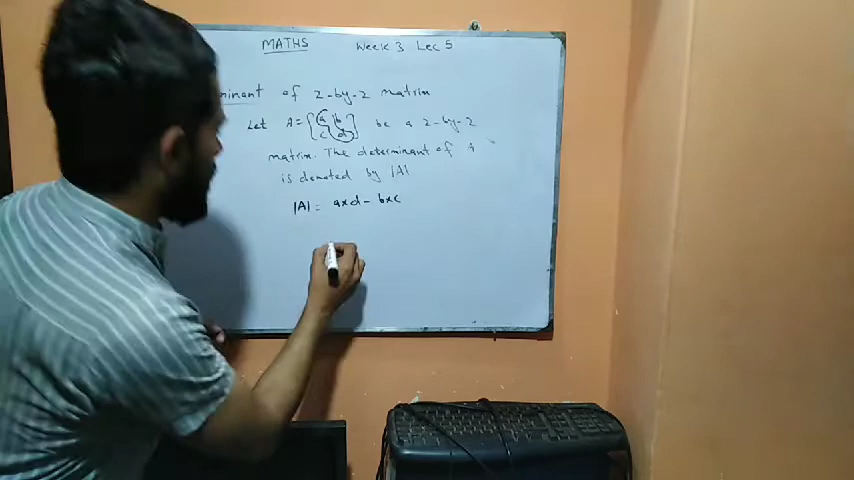 MATHS Week 3 Lec 5
minant of 2-by-2 matrix
Let A = [a b c d] be a 2-by-2
matrix. The determinant of A
is denoted by |A|
|A| = a×d - b×c